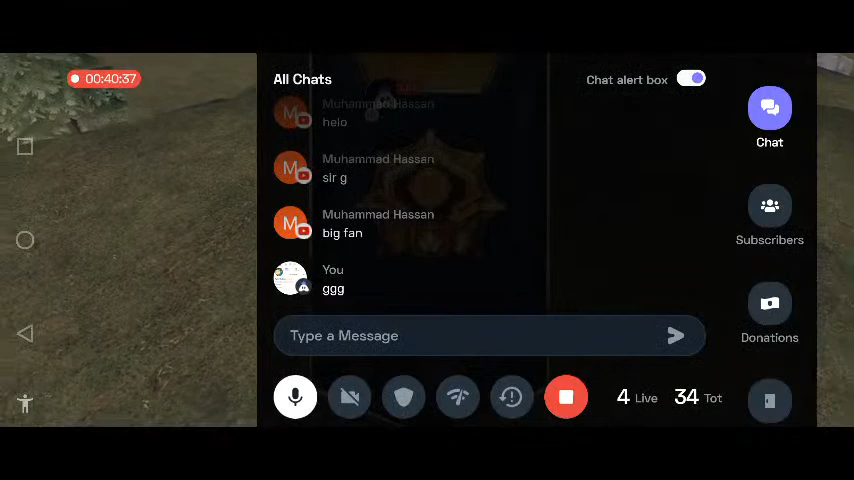 00:40:37
All Chats
Chat alert box
Muhammad Hassan
helo
Muhammad Hassan
sir g
Muhammad Hassan
big fan
You
ggg
Type a Message
4 Live 34 Tot
Chat
Subscribers
Donations